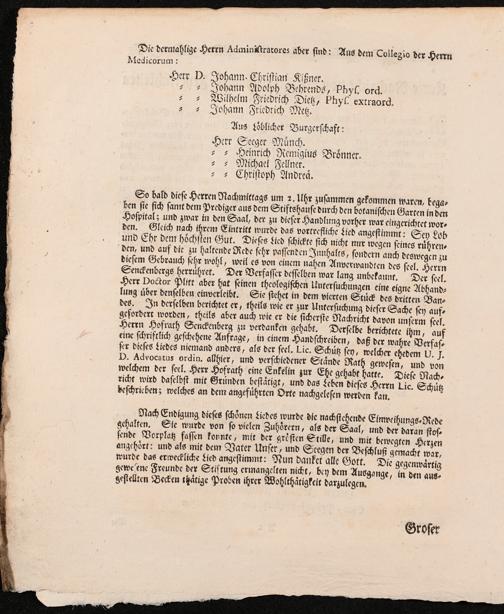 Die dermahlige Herrn Administratores aber sind: Aus dem Collegio der Herrn
Medicorum:
Herr D. Johann Christian Kißner.
〃 〃 Johann Adolph Behrends, Phys. ord.
〃 〃 Wilhelm Friedrich Dietz, Phys. extraord.
〃 〃 Johann Friedrich Metz.
Aus löblicher Burgerschaft:
Herr Seeger Münch.
〃 〃 Heinrich Remigius Brönner.
〃 〃 Michael Fellner.
〃 〃 Christoph Andreä.
So bald diese Herren Nachmittags um 2. Uhr zusammen gekommen waren, bega-
ben sie sich samt dem Prediger aus dem Stiftshause durch den botanischen Garten in den
Hospital; und zwar in den Saal, der zu dieser Handlung vorher war eingerichtet wor-
den. Gleich nach ihrem Eintritt wurde das vortrefliche Lied angestimmt: Sey Lob
und Ehr dem höchsten Gut. Dieses Lied schickte sich nicht nur wegen seines rühren-
den, und auf die zu haltende Rede sehr passenden Innhalts, sondern auch deswegen zu
diesem Gebrauch sehr wohl, weil es von einem nahen Anverwandten des seel. Herrn
Senckenbergs herrühret. Der Verfasser desselben war lang unbekannt. Der seel.
Herr Doctor Plitt aber hat seinen theologischen Untersuchungen eine eigne Abhand-
lung über denselben einverleibt. Sie stehet in dem vierten Stück des dritten Ban-
des. In derselben berichtet er, theils wie er zur Untersuchung dieser Sache sey auf-
gefordert worden, theils aber auch wie er die sicherste Nachricht davon unserm seel.
Herrn Hofrath Senckenberg zu verdanken gehabt. Derselbe berichtete ihm, auf
eine schriftlich geschehene Anfrage, in einem Handschreiben, daß der wahre Verfas-
ser dieses Liedes niemand anders, als der seel. Lic. Schütz sey, welcher ehedem U. J.
D. Advocatus ordin. allhier, und verschiedener Stände Rath gewesen, und von
welchem der seel. Herr Hofrath eine Enkelin zur Ehe gehabt hatte. Diese Nach-
richt wird daselbst mit Gründen bestätigt, und das Leben dieses Herrn Lic. Schütz
beschrieben; welches an dem angeführten Orte nachgelesen werden kan.
Nach Endigung dieses schönen Liedes wurde die nachstehende Einweihungs-Rede
gehalten. Sie wurde von so vielen Zuhörern, als der Saal, und der daran stos-
sende Vorplatz fassen konnte, mit der grösten Stille, und mit bewegten Herzen
angehört: und als mit dem Vater Unser, und Seegen der Beschluß gemacht war,
wurde das erweckliche Lied angestimmt: Nun danket alle Gott. Die gegenwärtig
gewesene Freunde der Stiftung ermangelten nicht, bey dem Ausgange, in den aus-
gestellten Becken thätige Proben ihrer Wohlthätigkeit darzulegen.
Groser